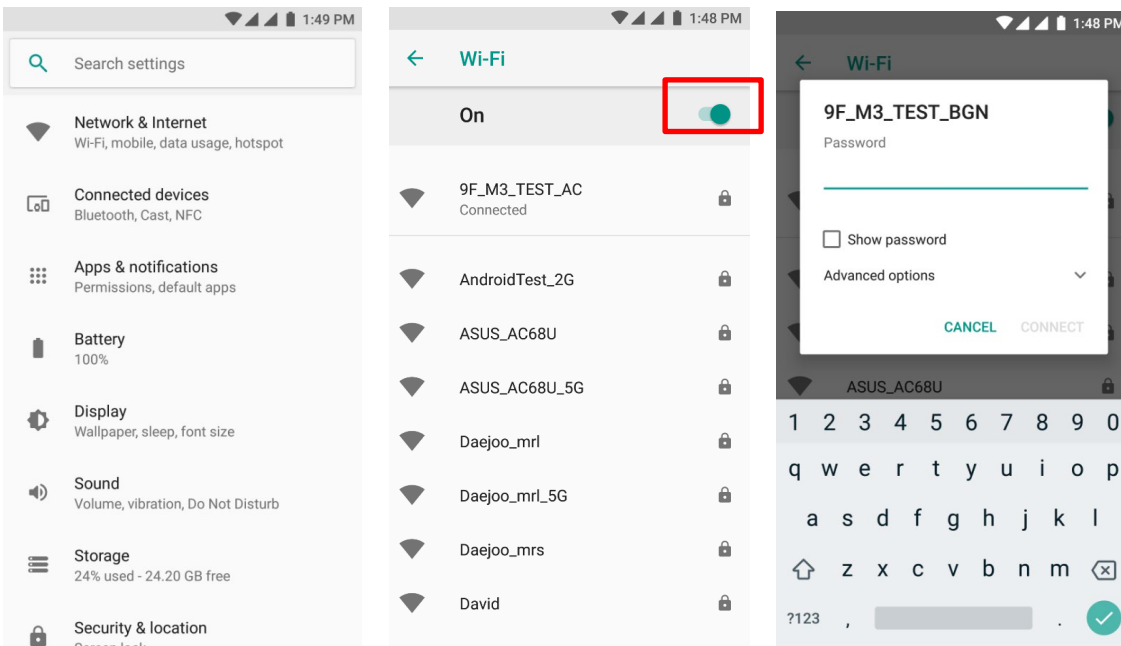 1:49 PM
Search settings
Network & Internet
Wi-Fi, mobile, data usage, hotspot
Connected devices
Bluetooth, Cast, NFC
Apps & notifications
Permissions, default apps
Battery
100%
Display
Wallpaper, sleep, font size
Sound
Volume, vibration, Do Not Disturb
Storage
24% used - 24.20 GB free
Security & location
1:48 PM
Wi-Fi
On
9F_M3_TEST_AC
Connected
AndroidTest_2G
ASUS_AC68U
ASUS_AC68U_5G
Daejoo_mrl
Daejoo_mrl_5G
Daejoo_mrs
David
1:48 PM
Wi-Fi
9F_M3_TEST_BGN
Password
Show password
Advanced options
CANCEL CONNECT
ASUS_AC68U
1 2 3 4 5 6 7 8 9 0
q w e r t y u i o p
a s d f g h j k l
z x c v b n m
?123 , .